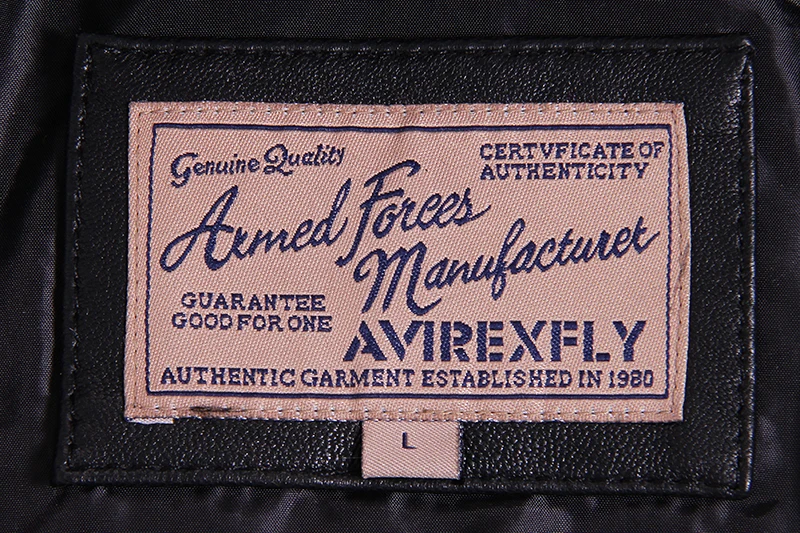 Genuine Quality
CERTVFICATE OF
AUTHENTICITY
Armed Forces
Manufacturer
GUARANTEE
GOOD FOR ONE
AVIREXFLY
AUTHENTIC GARMENT ESTABLISHED IN 1980
L